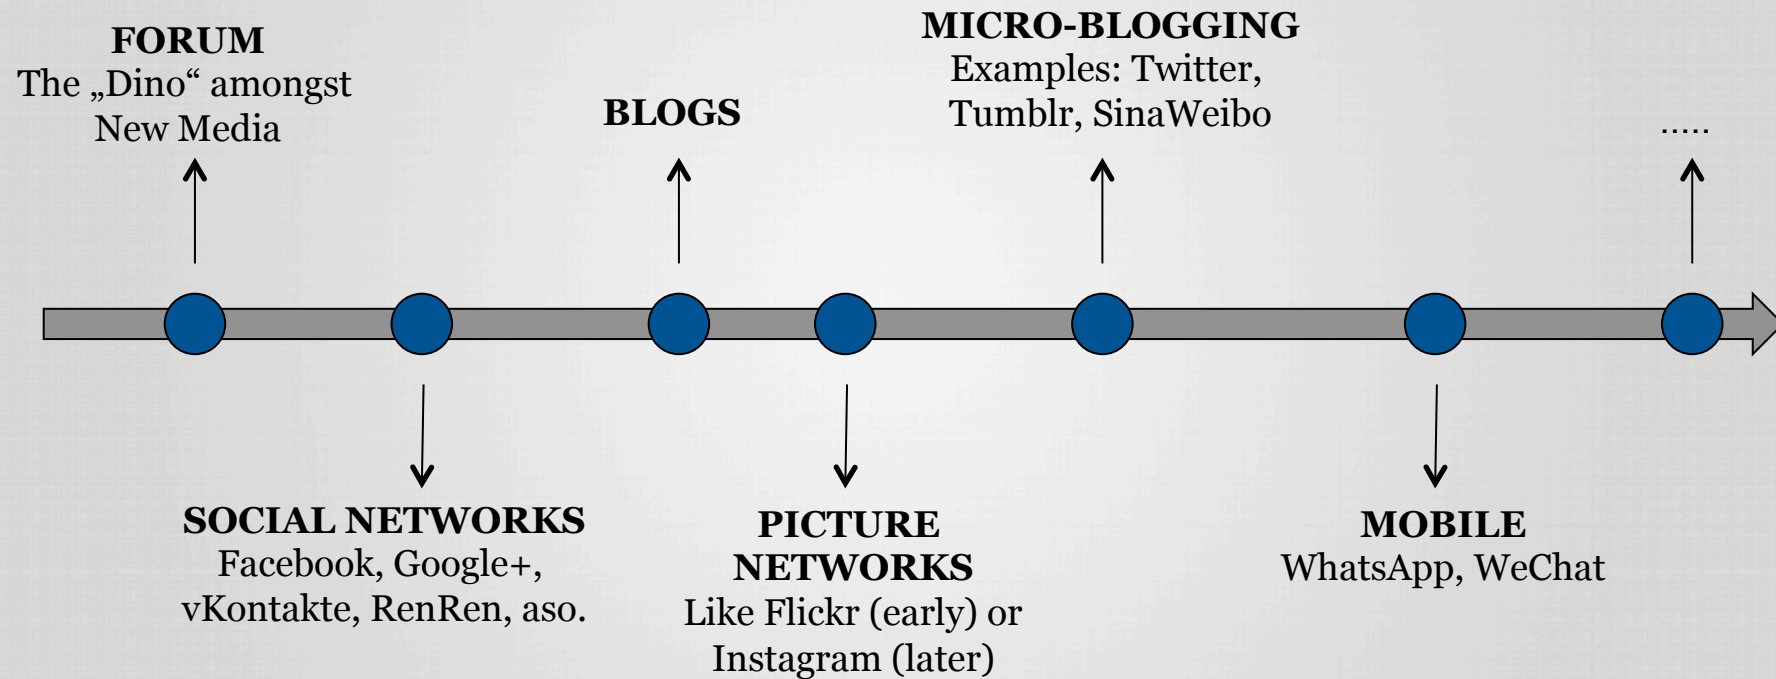 FORUM
The „Dino“ amongst
New Media
BLOGS
MICRO-BLOGGING
Examples: Twitter,
Tumblr, SinaWeibo
.....
SOCIAL NETWORKS
Facebook, Google+,
vKontakte, RenRen, aso.
PICTURE
NETWORKS
Like Flickr (early) or
Instagram (later)
MOBILE
WhatsApp, WeChat